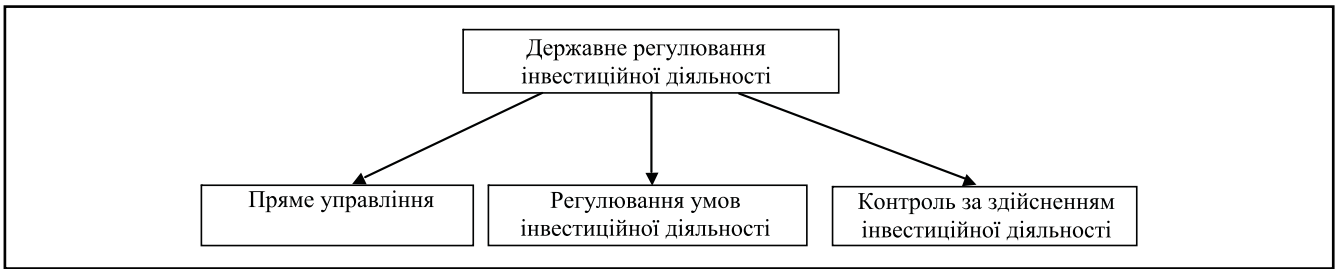 Державне регулювання
інвестиційної діяльності
Пряме управління
Регулювання умов
інвестиційної діяльності
Контроль за здійсненням
інвестиційної діяльності